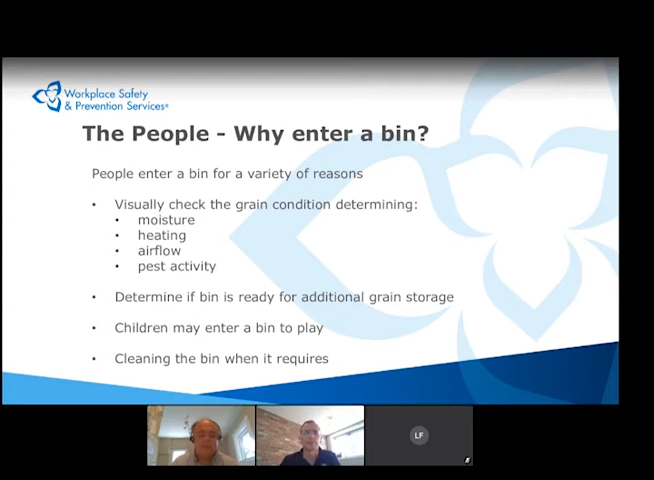 Workplace Safety
& Prevention Services®
The People - Why enter a bin?
People enter a bin for a variety of reasons
• Visually check the grain condition determining:
• moisture
• heating
• airflow
• pest activity
• Determine if bin is ready for additional grain storage
• Children may enter a bin to play
• Cleaning the bin when it requires
LF